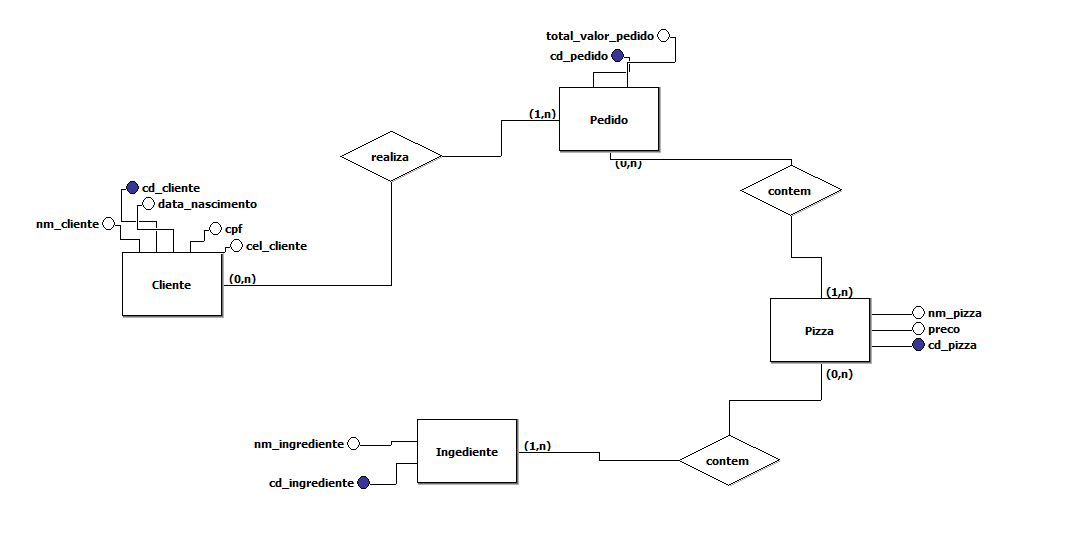 total_valor_pedido
cd_pedido
(1,n)
Pedido
realiza
(0,n)
contem
cd_cliente
data_nascimento
nm_cliente
cpf
cel_cliente
(0,n)
Cliente
(1,n)
nm_pizza
Pizza
preco
cd_pizza
(0,n)
nm_ingrediente
(1,n)
Ingediente
contem
cd_ingrediente